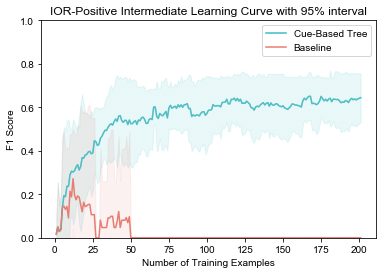 IOR-Positive Intermediate Learning Curve with 95% interval
Cue-Based Tree
Baseline
1.0
0.8
0.6
0.4
0.2
0.0
F1 Score
0 25 50 75 100 125 150 175 200
Number of Training Examples